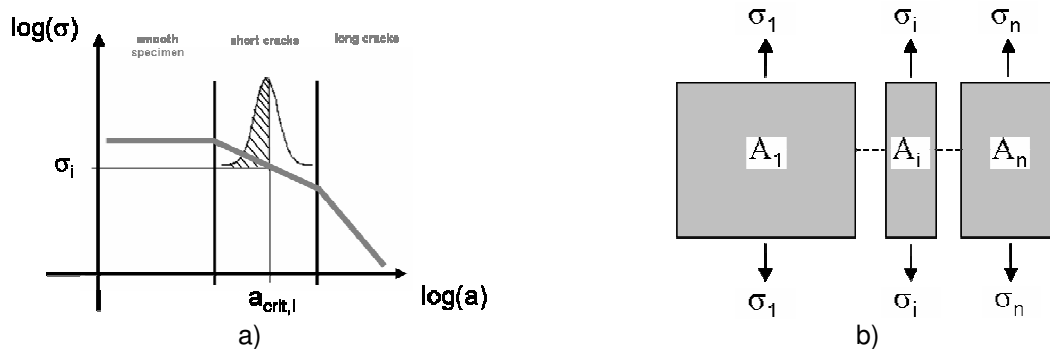 log(σ)
smooth
specimen
short cracks
long cracks
σi
acrit,i
log(a)
a)
σ1
σi
σn
A1
Ai
An
σ1
σi
σn
b)